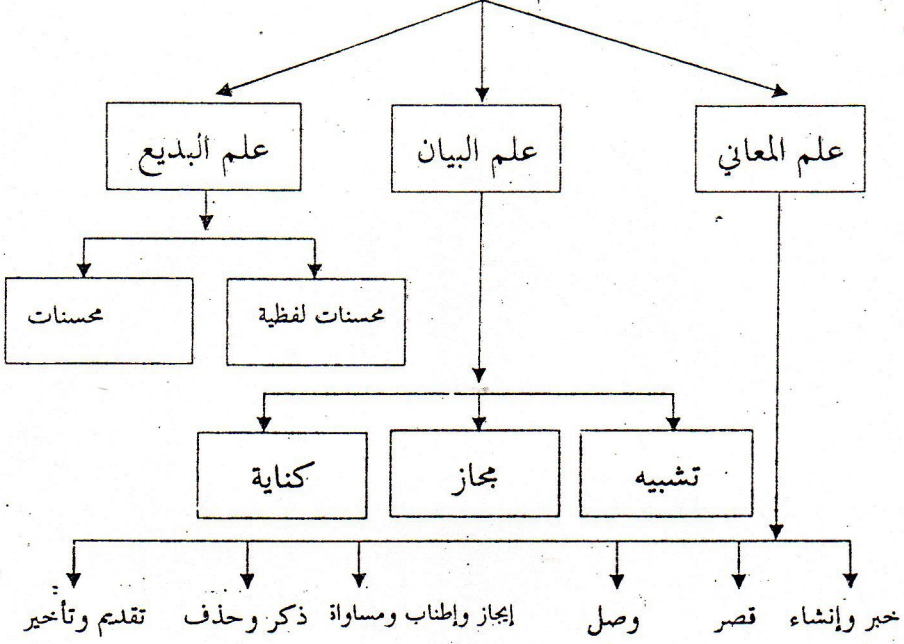 علم المعاني
علم البيان
علم البديع
محسنات لفظية
محسنات
تشبيه
مجاز
كناية
خبر وإنشاء
قصر
وصل
إيجاز وإطناب ومساواة
ذكر وحذف
تقديم وتأخير